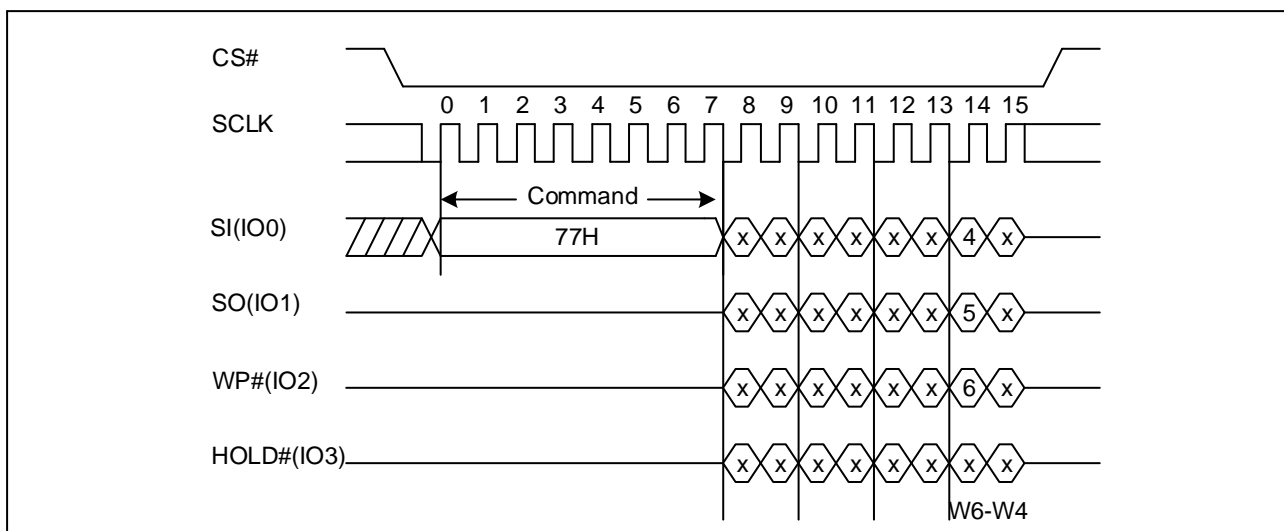 CS#
0 1 2 3 4 5 6 7 8 9 10 11 12 13 14 15
SCLK
Command
SI(IO0)
77H x x x x x x 4 x
SO(IO1)
x x x x x x 5 x
WP#(IO2)
x x x x x x 6 x
HOLD#(IO3)
x x x x x x x x
W6-W4